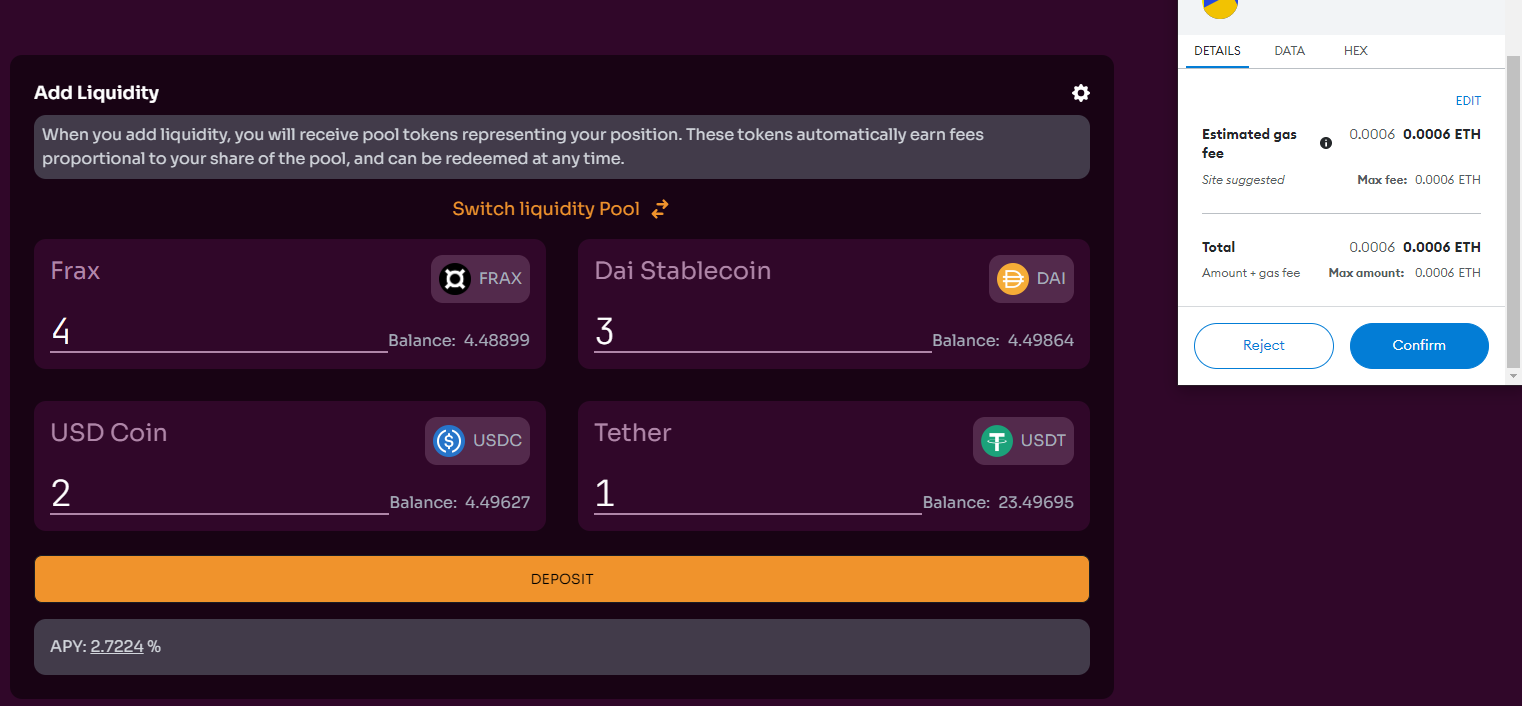 Add Liquidity
When you add liquidity, you will receive pool tokens representing your position. These tokens automatically earn fees
proportional to your share of the pool, and can be redeemed at any time.
Switch liquidity Pool
Frax
FRAX
4
Balance: 4.48899
Dai Stablecoin
DAI
3
Balance: 4.49864
USD Coin
USDC
2
Balance: 4.49627
Tether
USDT
1
Balance: 23.49695
DEPOSIT
APY: 2.7224 %
DETAILS DATA HEX
EDIT
Estimated gas
fee
0.0006 0.0006 ETH
Site suggested
Max fee: 0.0006 ETH
Total
0.0006 0.0006 ETH
Amount + gas fee
Max amount: 0.0006 ETH
Reject
Confirm